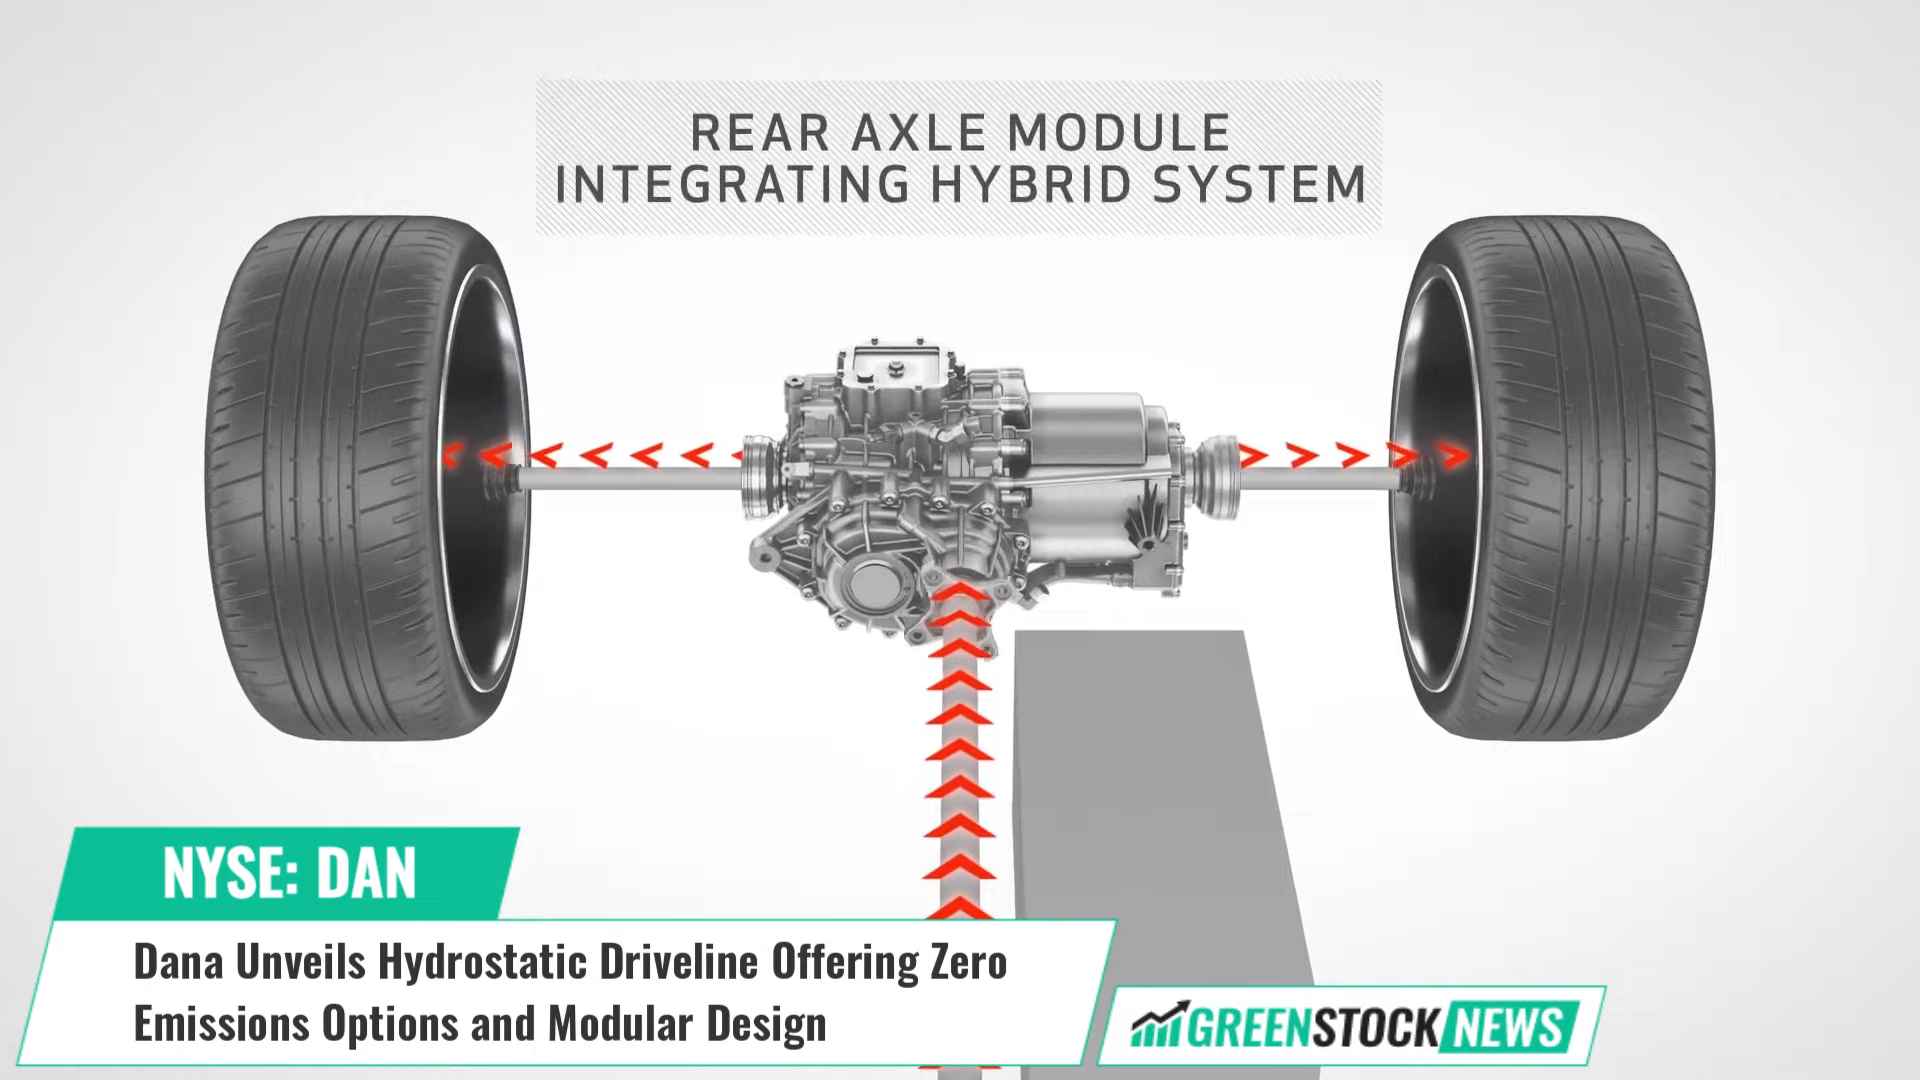 REAR AXLE MODULE
INTEGRATING HYBRID SYSTEM
NYSE: DAN
Dana Unveils Hydrostatic Driveline Offering Zero
Emissions Options and Modular Design
GREENSTOCK NEWS